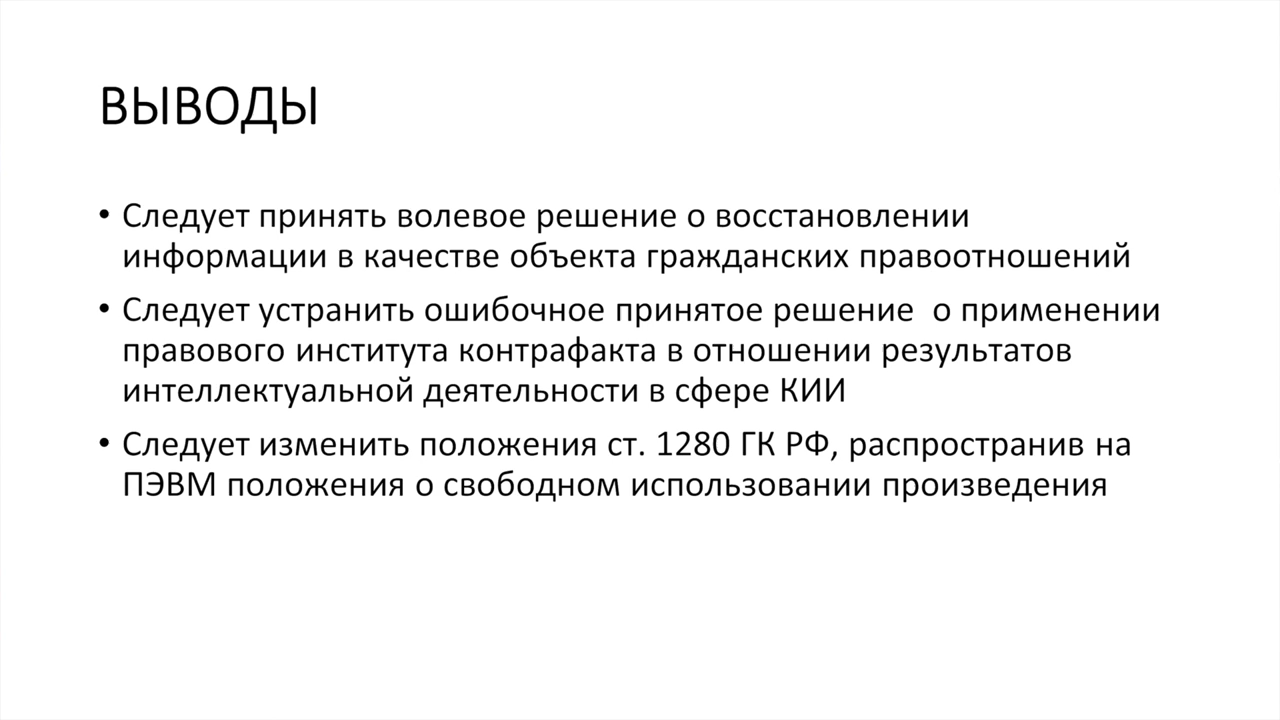 ВЫВОДЫ
• Следует принять волевое решение о восстановлении
информации в качестве объекта гражданских правоотношений
• Следует устранить ошибочное принятое решение  о применении
правового института контрафакта в отношении результатов
интеллектуальной деятельности в сфере КИИ
• Следует изменить положения ст. 1280 ГК РФ, распространив на
ПЭВМ положения о свободном использовании произведения